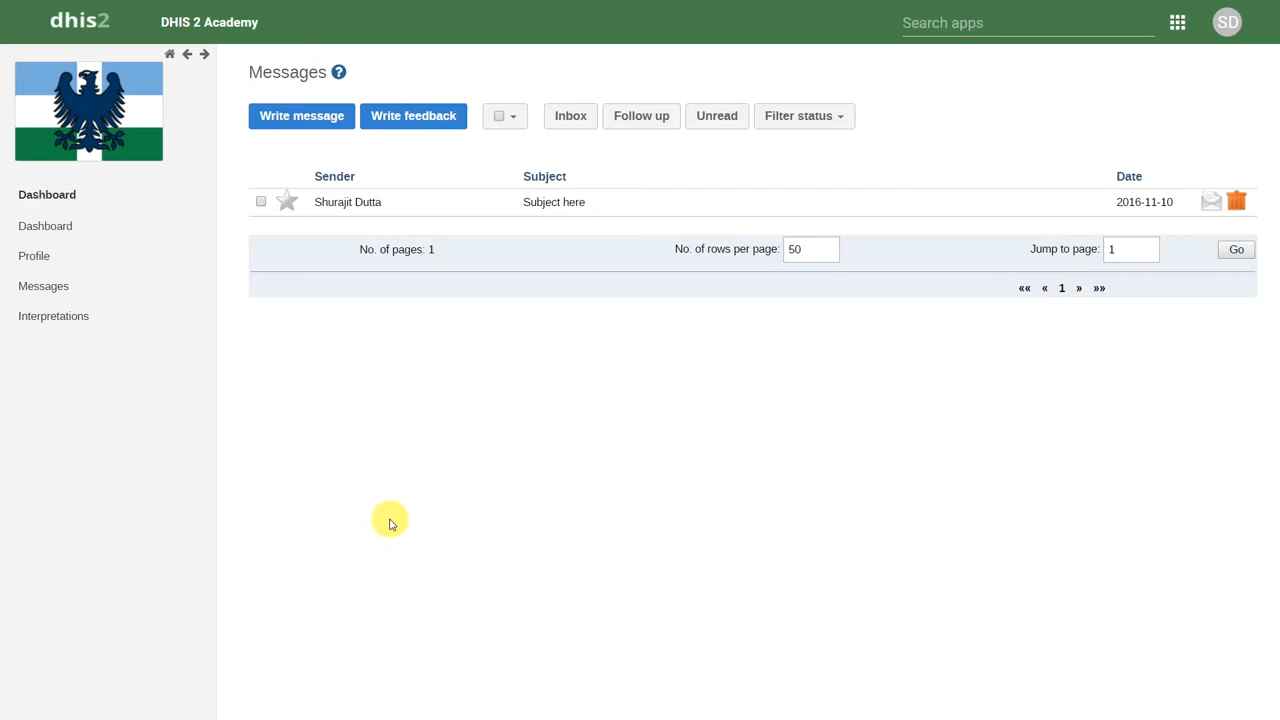 dhis2 DHIS 2 Academy Search apps SD
Messages ?
Write message Write feedback Inbox Follow up Unread Filter status
Dashboard
Dashboard
Profile
Messages
Interpretations
Sender Subject Date
Shurajit Dutta Subject here 2016-11-10
No. of pages: 1 No. of rows per page: 50 Jump to page: 1 Go
«« « 1 » »»